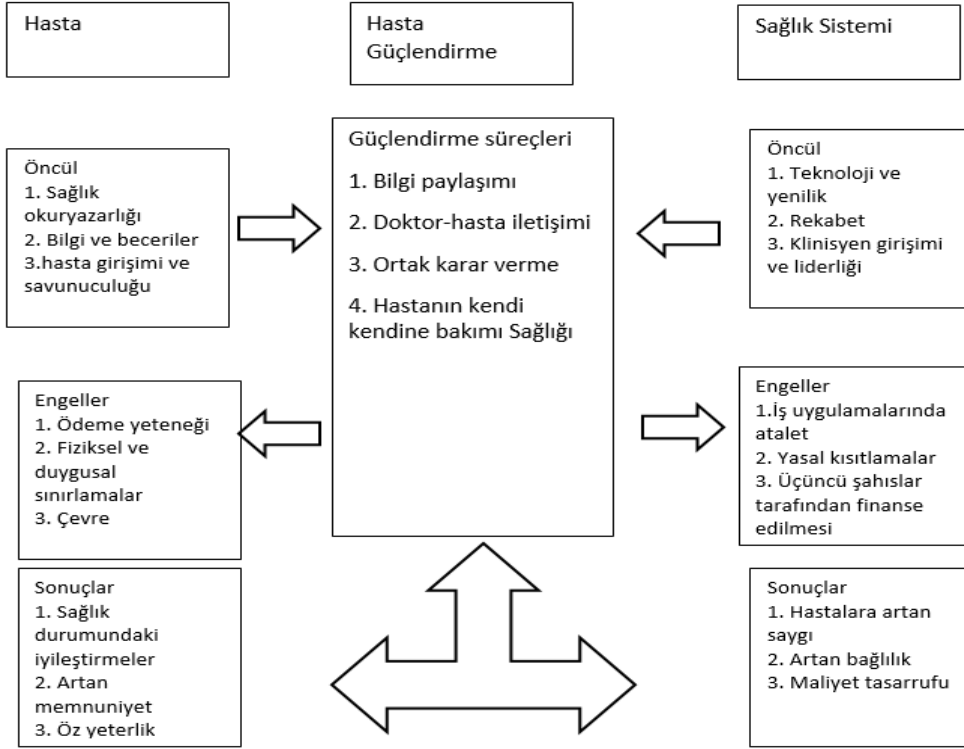 Hasta
Hasta
Güçlendirme
Sağlık Sistemi
Öncül
1. Sağlık
okuryazarlığı
2. Bilgi ve beceriler
3.hasta girişimi ve
savunuculuğu
Güçlendirme süreçleri
1. Bilgi paylaşımı
2. Doktor-hasta iletişimi
3. Ortak karar verme
4. Hastanın kendi
kendine bakımı Sağlığı
Öncül
1. Teknoloji ve
yenilik
2. Rekabet
3. Klinisyen girişimi
ve liderliği
Engeller
1. Ödeme yeteneği
2. Fiziksel ve
duygusal
sınırlamalar
3. Çevre
Engeller
1.İş uygulamalarında
atalet
2. Yasal kısıtlamalar
3. Üçüncü şahıslar
tarafından finanse
edilmesi
Sonuçlar
1. Sağlık
durumundaki
iyileştirmeler
2. Artan
memnuniyet
3. Öz yeterlik
Sonuçlar
1. Hastalara artan
saygı
2. Artan bağlılık
3. Maliyet tasarrufu